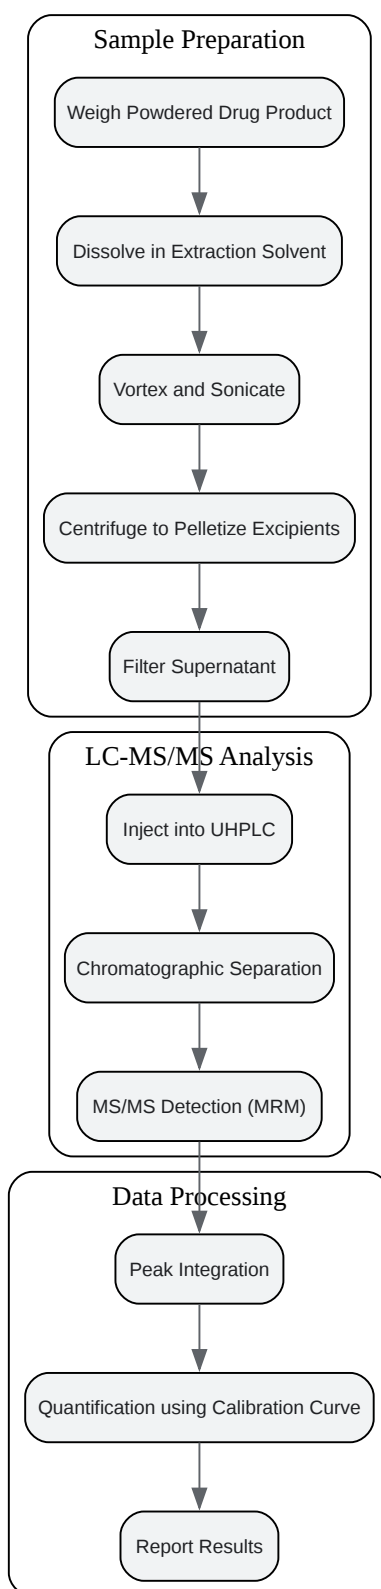 Sample Preparation
Weigh Powdered Drug Product
Dissolve in Extraction Solvent
Vortex and Sonicate
Centrifuge to Pelletize Excipients
Filter Supernatant
LC-MS/MS Analysis
Inject into UHPLC
Chromatographic Separation
MS/MS Detection (MRM)
Data Processing
Peak Integration
Quantification using Calibration Curve
Report Results